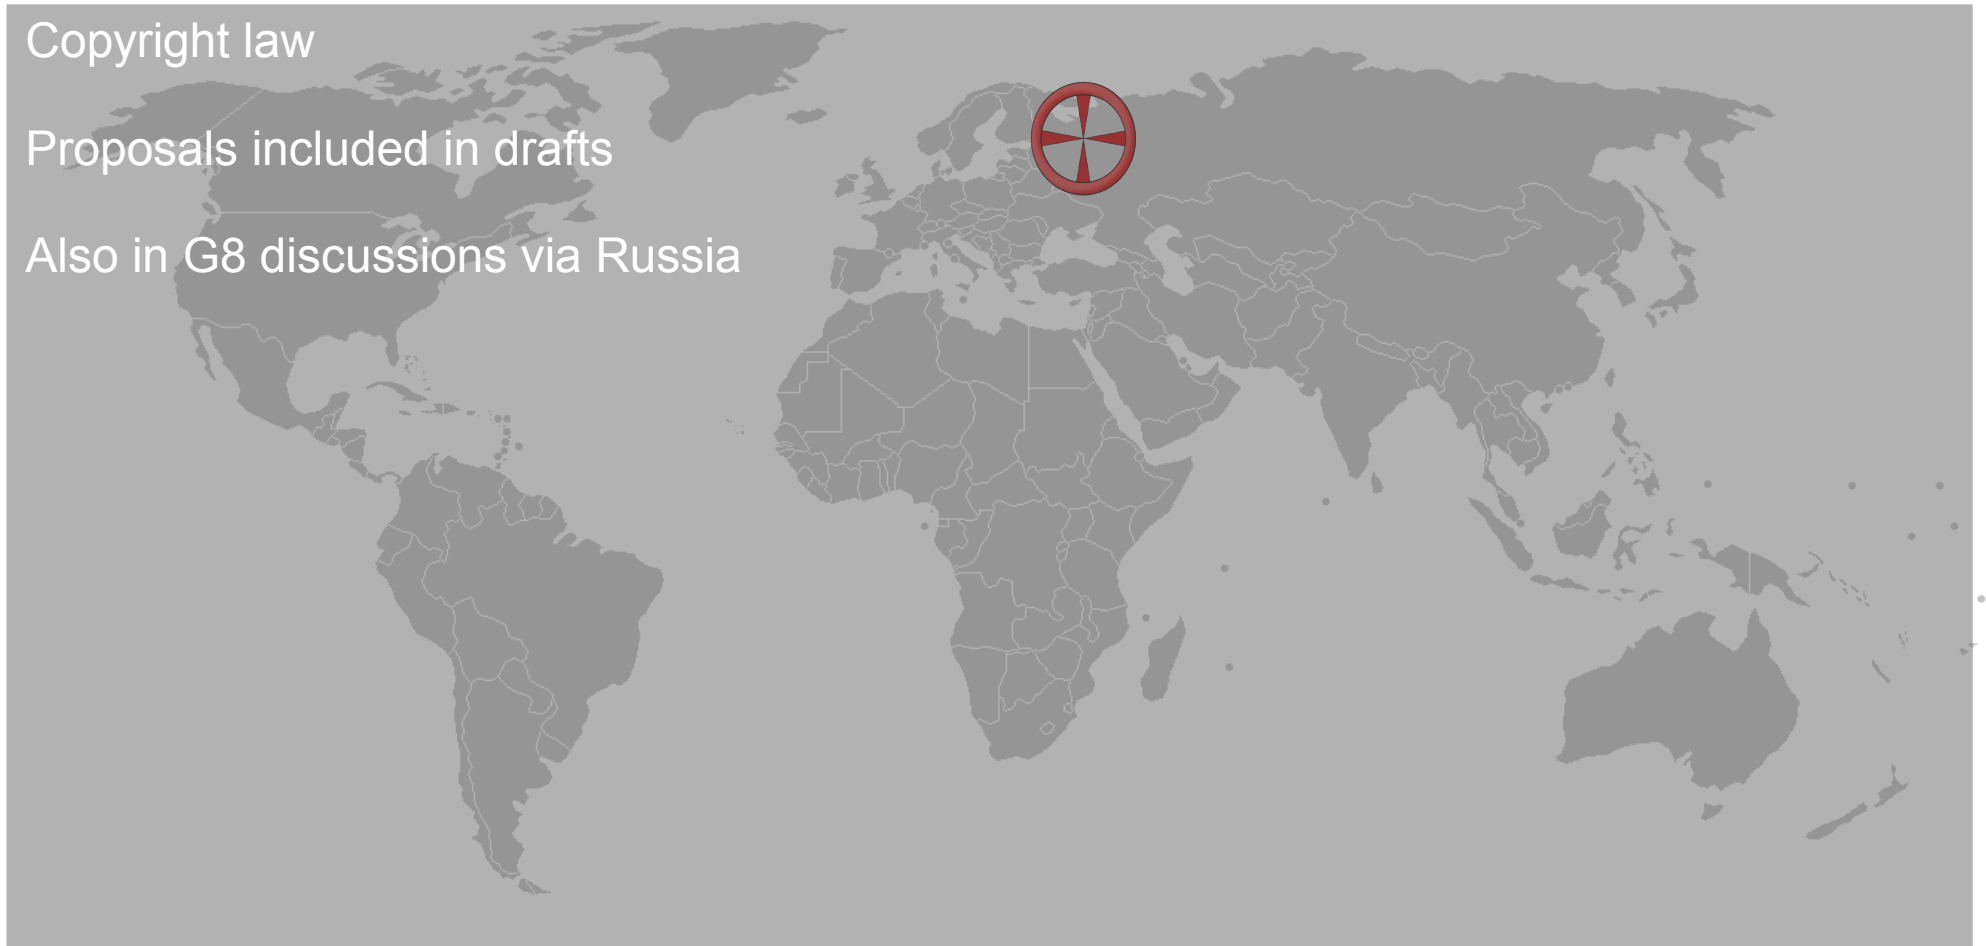 Copyright law
Proposals included in drafts
Also in G8 discussions via Russia